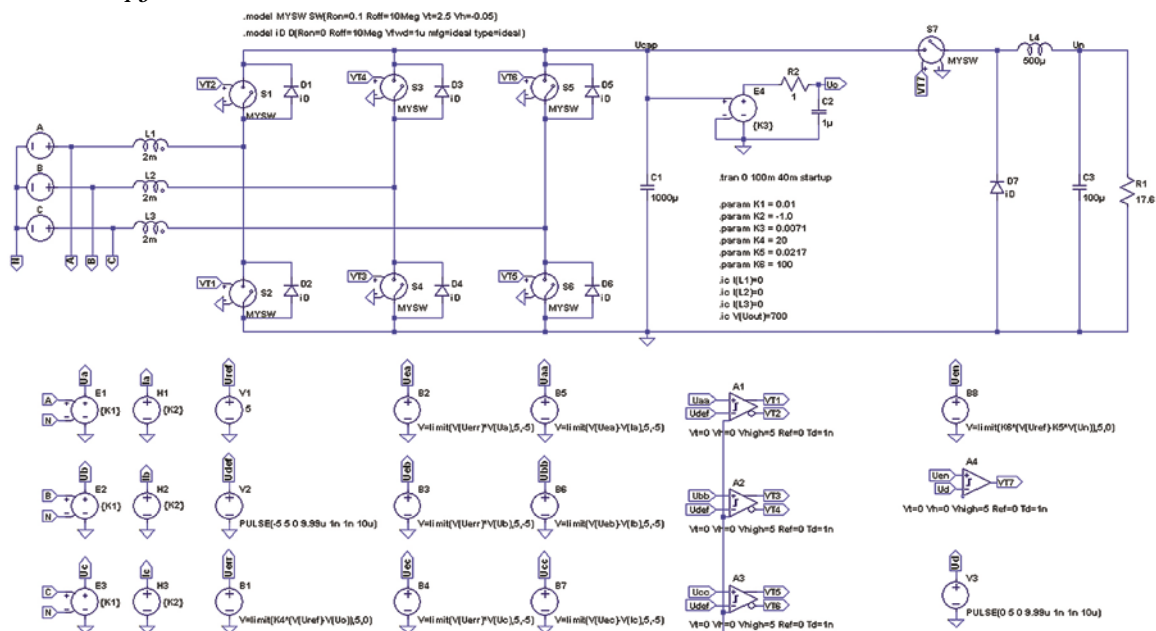 .model MYSW SW(Ron=0.1 Roff=10Meg Vt=2.5 Vh=-0.05)
.model iD D(Ron=0 Roff=10Meg Vfwd=1u mfg=ideal type=ideal)
Ucap
S7
MYSW
VT7
L4
500µ
Un
VT2
S1
MYSW
D1
iD
VT4
S3
MYSW
D3
iD
VT6
S5
MYSW
D5
iD
E4
{K3}
R2
1
Uo
C2
1µ
A
L1
2m
B
L2
2m
C
L3
2m
N
A
B
C
C1
1000µ
.tran 0 100m 40m startup
D7
iD
C3
100µ
R1
17.6
.param K1 = 0.01
.param K2 = -1.0
.param K3 = 0.0071
.param K4 = 20
.param K5 = 0.0217
.param K6 = 100
.ic I(L1)=0
.ic I(L2)=0
.ic I(L3)=0
.ic V(Uout)=700
VT1
S2
MYSW
D2
iD
VT3
S4
MYSW
D4
iD
VT5
S6
MYSW
D6
iD
Ua
A
N
E1
{K1}
Ia
H1
{K2}
Uref
V1
5
Uea
B2
V=limit(V(Uerr)*V(Ua),5,-5)
Uaa
B5
V=limit(V(Uea)-V(Ia),5,-5)
A1
Uaa
Udef
VT1
VT2
Vt=0 Vh=0 Vhigh=5 Ref=0 Td=1n
Uen
B8
V=limit(K6*(V(Uref)-K5*V(Un)),5,0)
Ub
B
N
E2
{K1}
Ib
H2
{K2}
Udef
V2
PULSE(-5 5 0 9.99u 1n 1n 10u)
Ueb
B3
V=limit(V(Uerr)*V(Ub),5,-5)
Ubb
B6
V=limit(V(Ueb)-V(Ib),5,-5)
A2
Ubb
Udef
VT3
VT4
Vt=0 Vh=0 Vhigh=5 Ref=0 Td=1n
A4
Uen
Ud
VT7
Vt=0 Vh=0 Vhigh=5 Ref=0 Td=1n
Uc
C
N
E3
{K1}
Ic
H3
{K2}
Uerr
B1
V=limit(K4*(V(Uref)-V(Uo)),5,0)
Uec
B4
V=limit(V(Uerr)*V(Uc),5,-5)
Ucc
B7
V=limit(V(Uec)-V(Ic),5,-5)
A3
Ucc
Udef
VT5
VT6
Vt=0 Vh=0 Vhigh=5 Ref=0 Td=1n
Ud
V3
PULSE(0 5 0 9.99u 1n 1n 10u)